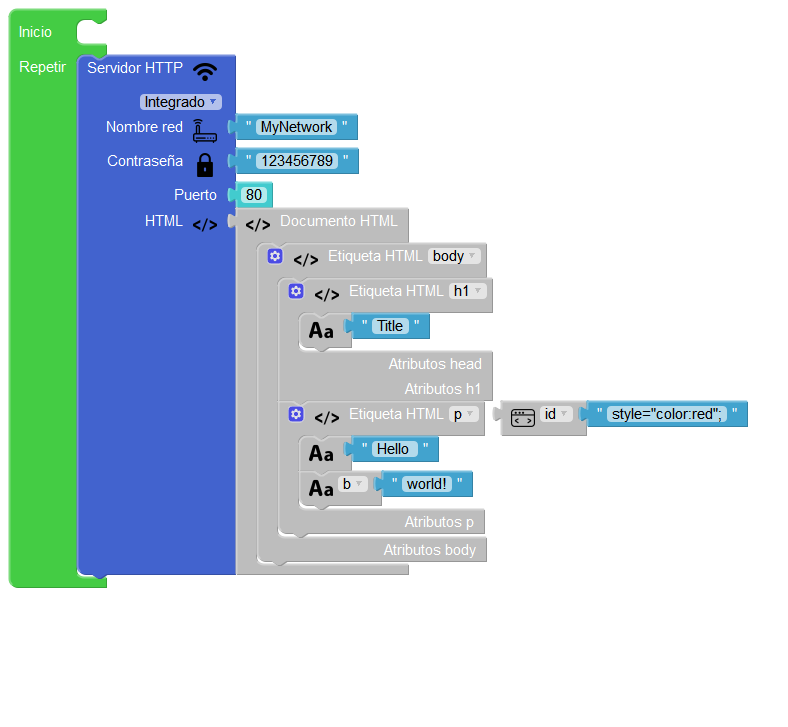 Inicio
Repetir Servidor HTTP
Integrado
Nombre red " MyNetwork "
Contraseña " 123456789 "
Puerto 80
HTML </> </> Documento HTML
</> Etiqueta HTML body
</> Etiqueta HTML h1
Aa " Title "
Atributos head
Atributos h1
</> Etiqueta HTML p <> id " style="color:red"; "
Aa " Hello "
Aa b " world! "
Atributos p
Atributos body